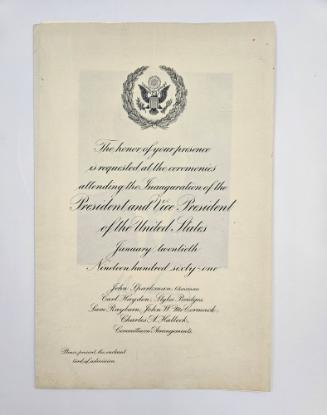 The honor of your presence
is requested at the ceremonies
attending the Inauguration of the
President and Vice President
of the United States
January twentieth
Nineteen hundred sixty-one
John Sparkman, Chairman
Carl Hayden, Styles Bridges,
Sam Rayburn, John W. McCormack,
Charles A. Halleck,
Committee on Arrangements.
Please present the enclosed
card of admission.